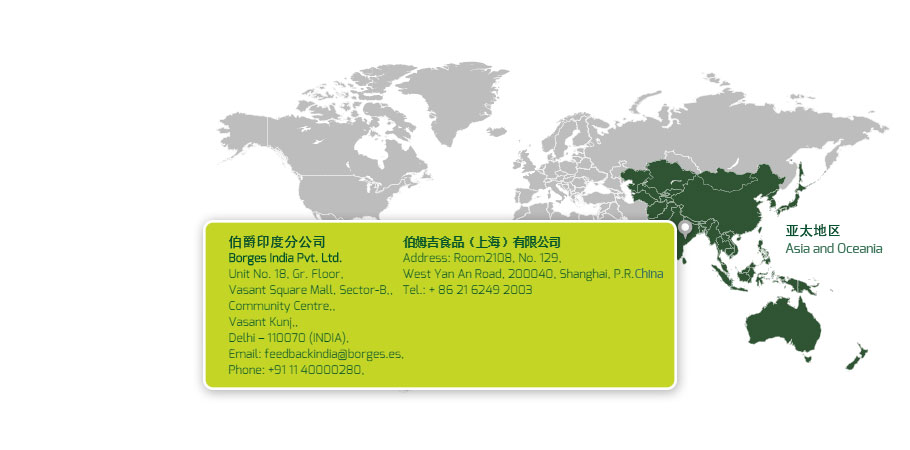 伯爵印度分公司
Borges India Pvt. Ltd.
Unit No. 18, Gr. Floor,
Vasant Square Mall, Sector-B,,
Community Centre,,
Vasant Kunj,,
Delhi – 110070 (INDIA),
Email: feedbackindia@borges.es,
Phone: +91 11 40000280,
伯姆吉食品（上海）有限公司
Address: Room2108, No. 129,
West Yan An Road, 200040, Shanghai, P.R.China
Tel.: + 86 21 6249 2003
亚太地区
Asia and Oceania